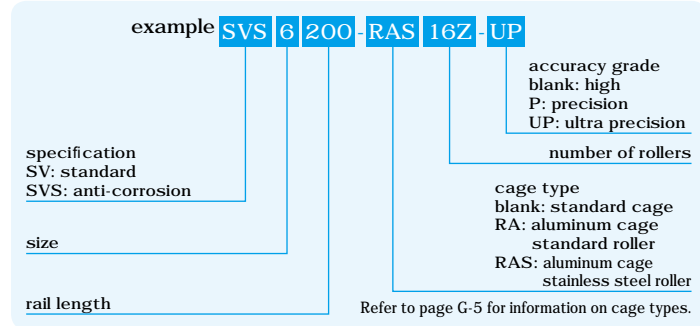 example SVS 6 200 - RAS 16Z - UP
accuracy grade
blank: high
P: precision
UP: ultra precision
number of rollers
specification
SV: standard
SVS: anti-corrosion
cage type
blank: standard cage
RA: aluminum cage
standard roller
RAS: aluminum cage
stainless steel roller
size
rail length
Refer to page G-5 for information on cage types.